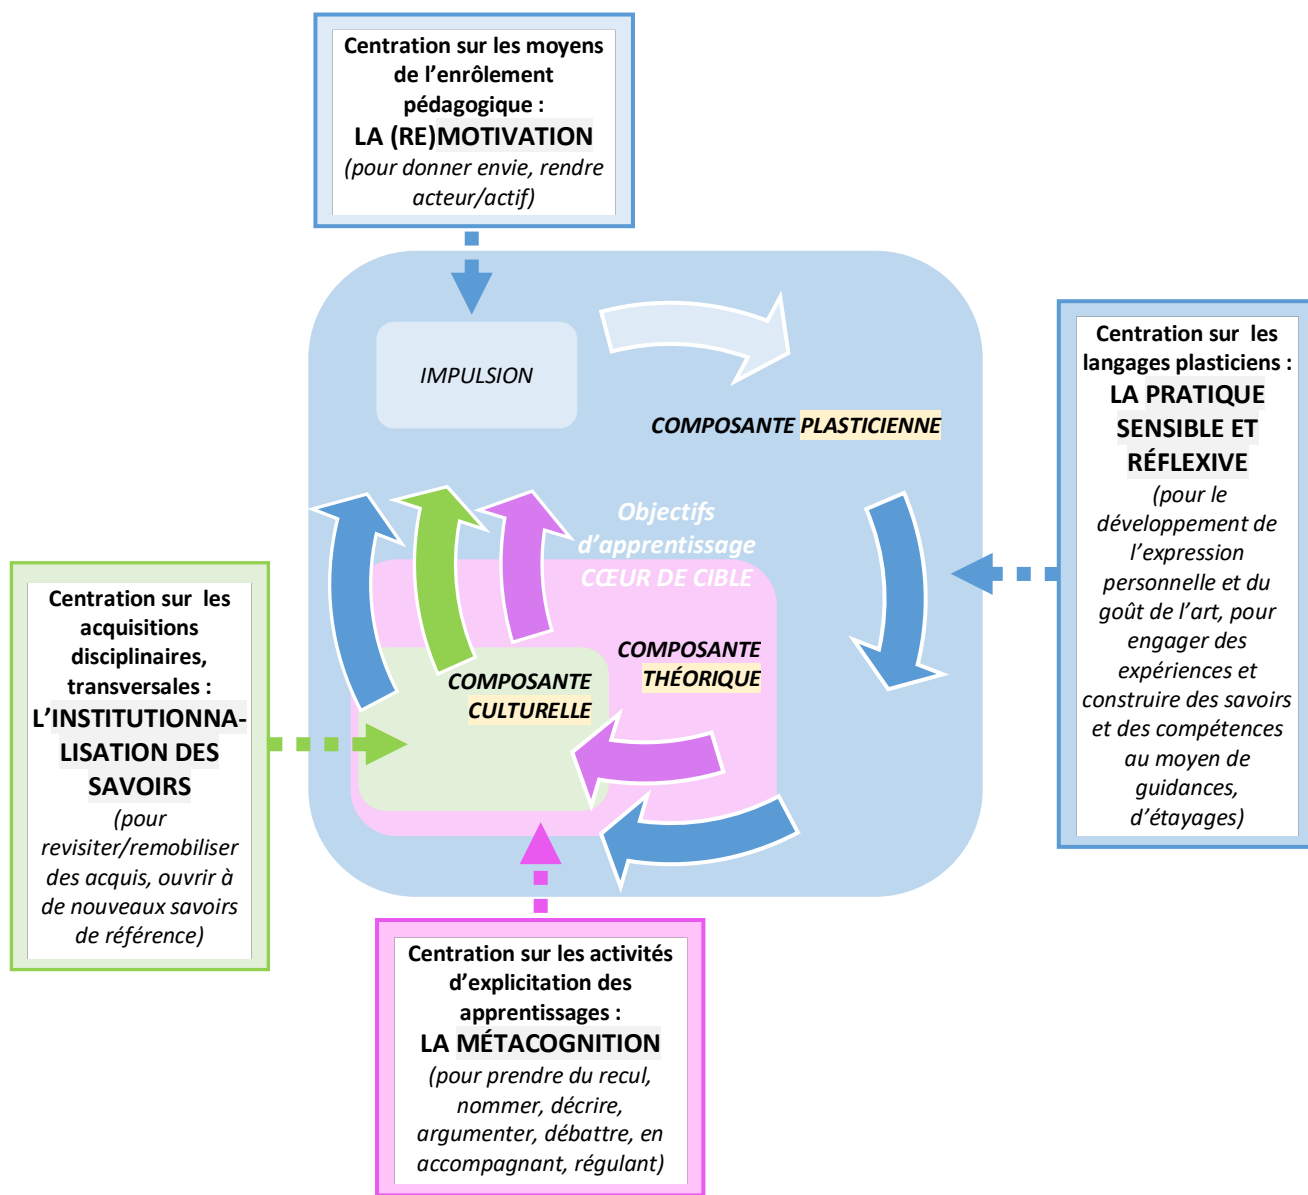 Centration sur les moyens
de l’enrôlement
pédagogique :
LA (RE)MOTIVATION
(pour donner envie, rendre
acteur/actif)
IMPULSION
COMPOSANTE PLASTICIENNE
Objectifs
d’apprentissage
CŒUR DE CIBLE
COMPOSANTE
THÉORIQUE
COMPOSANTE
CULTURELLE
Centration sur les
langages plasticiens :
LA PRATIQUE
SENSIBLE ET
RÉFLEXIVE
(pour le
développement de
l’expression
personnelle et du
goût de l’art, pour
engager des
expériences et
construire des savoirs
et des compétences
au moyen de
guidances,
d’étayages)
Centration sur les
acquisitions
disciplinaires,
transversales :
L’INSTITUTIONNA-
LISATION DES
SAVOIRS
(pour
revisiter/remobiliser
des acquis, ouvrir à
de nouveaux savoirs
de référence)
Centration sur les activités
d’explicitation des
apprentissages :
LA MÉTACOGNITION
(pour prendre du recul,
nommer, décrire,
argumenter, débattre, en
accompagnant, régulant)